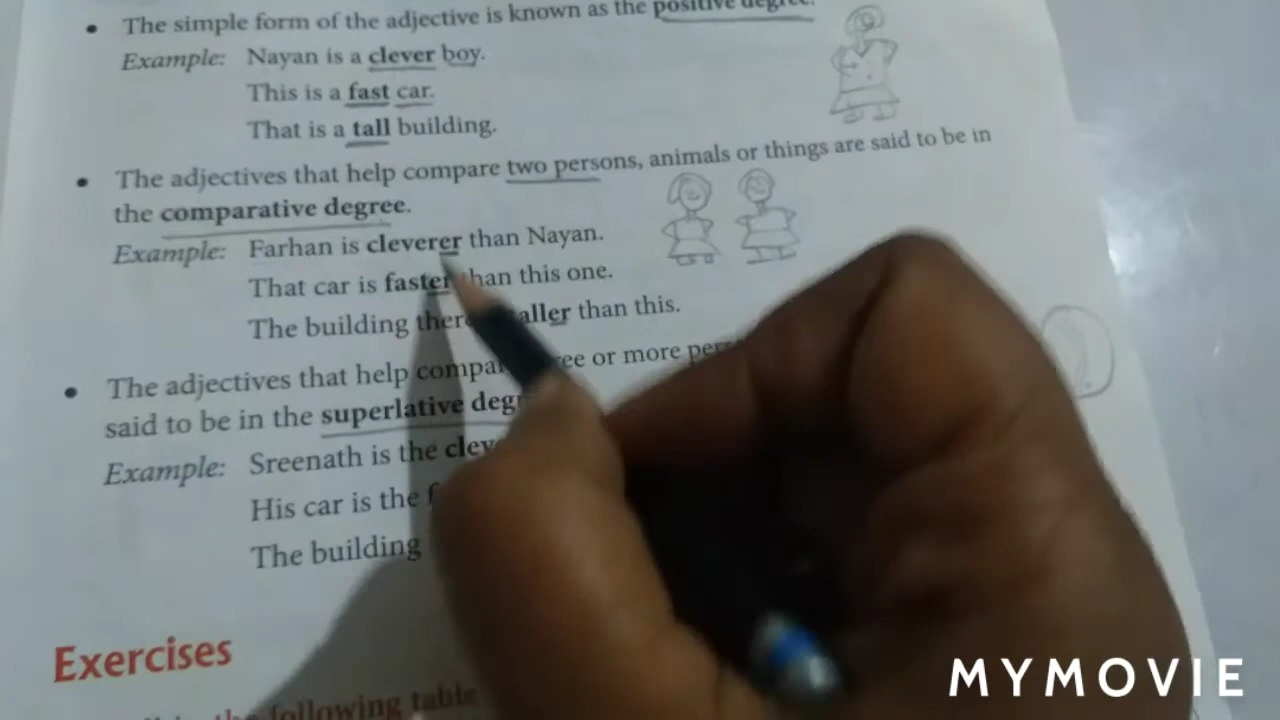 • The simple form of the adjective is known as the positive degree.
Example: Nayan is a clever boy.
This is a fast car.
That is a tall building.
• The adjectives that help compare two persons, animals or things are said to be in
the comparative degree.
Example: Farhan is cleverer than Nayan.
That car is faster than this one.
The building than this.
• The adjectives that help or more
said to be in the superlative
Example: Sreenath is the
His car is the
The building
Exercises
following table
MYMOVIE